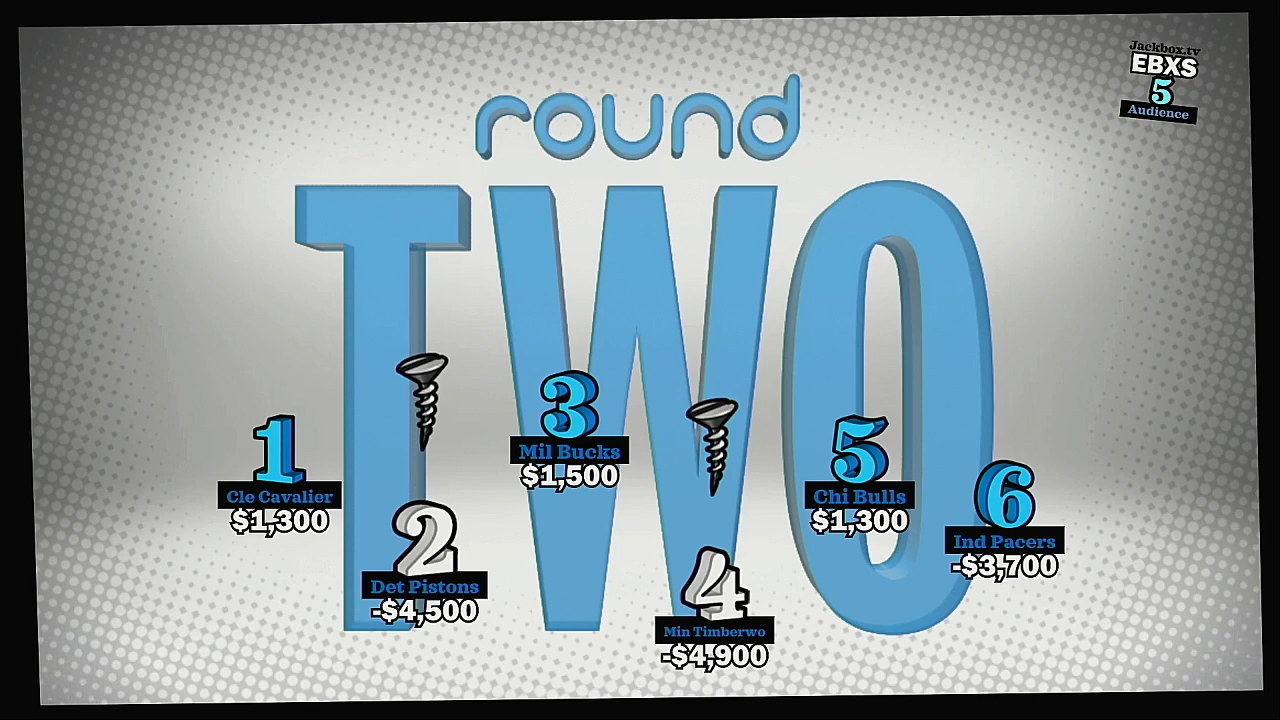 Jackbox.tv
EBXS
5
Audience
round
TWO
1
Cle Cavalier
$1,300
2
Det Pistons
-$4,500
3
Mil Bucks
$1,500
4
Min Timberwo
-$4,900
5
Chi Bulls
$1,300
6
Ind Pacers
-$3,700